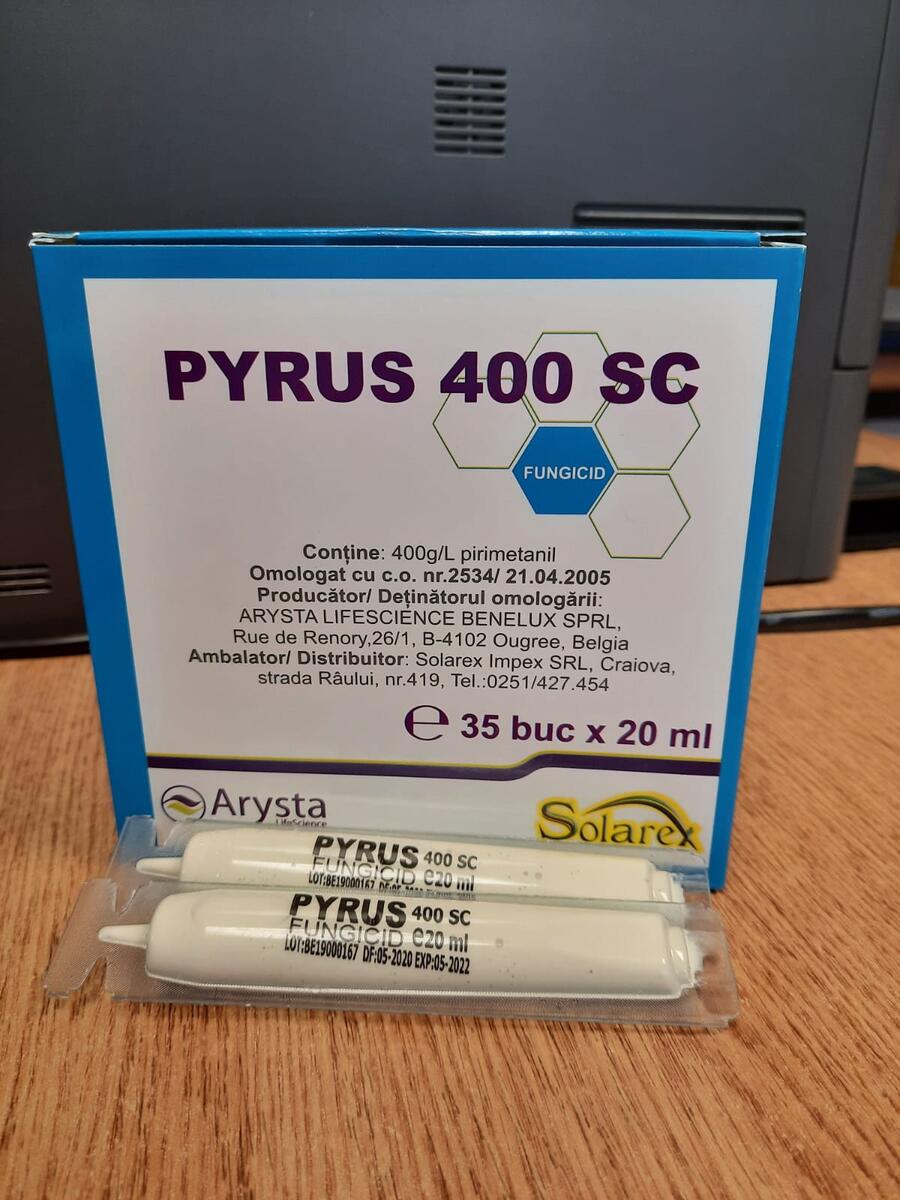 PYRUS 400 SC
FUNGICID
Conține: 400g/L pirimetanil
Omologat cu c.o. nr.2534/ 21.04.2005
Producător/ Deținătorul omologării:
ARYSTA LIFESCIENCE BENELUX SPRL,
Rue de Renory,26/1, B-4102 Ougree, Belgia
Ambalator/ Distribuitor: Solarex Impex SRL, Craiova,
strada Râului, nr.419, Tel.:0251/427.454
℮ 35 buc x 20 ml
Arysta
LifeScience
Solarex
PYRUS 400 SC
FUNGICID ℮20 ml
LOT:BE19000167
PYRUS 400 SC
FUNGICID ℮20 ml
LOT:BE19000167 DF:05-2020 EXP:05-2022